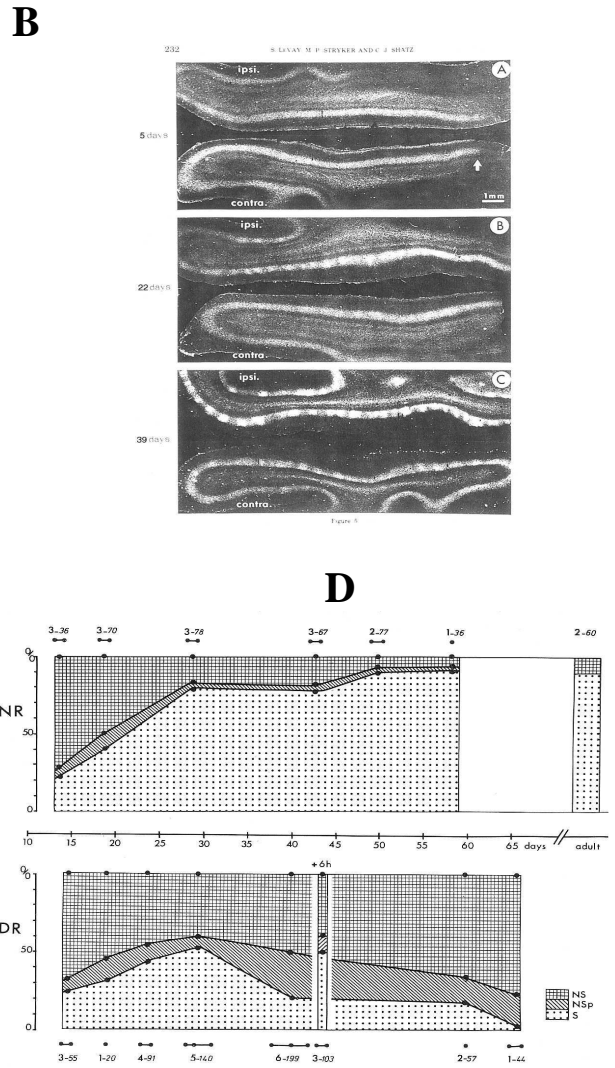 B
232 S. LeVAY, M. P. STRYKER AND C. J. SHATZ
ipsi.
A
5 days
contra.
1mm
ipsi.
B
22 days
contra.
ipsi.
C
39 days
contra.
Figure 8
D
3-36 3-70 3-78 3-67 2-77 1-36 2-60
%
NR
50
0
10 15 20 25 30 35 40 45 50 55 60 65 days adult
+6h
%
DR
50
0
NS
NSp
S
3-55 1-20 4-91 5-140 6-199 3-103 2-57 1-44